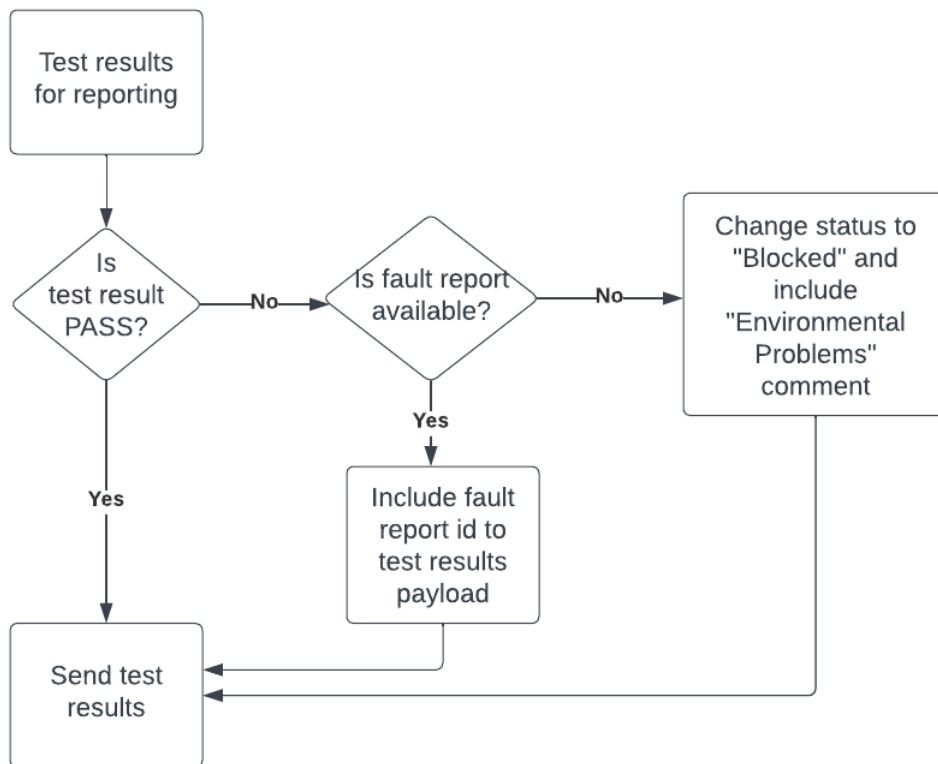 Test results
for reporting
Is
test result
PASS?
No
Is fault report
available?
No
Change status to
"Blocked" and
include
"Environmental
Problems"
comment
Yes
Include fault
report id to
test results
payload
Yes
Send test
results